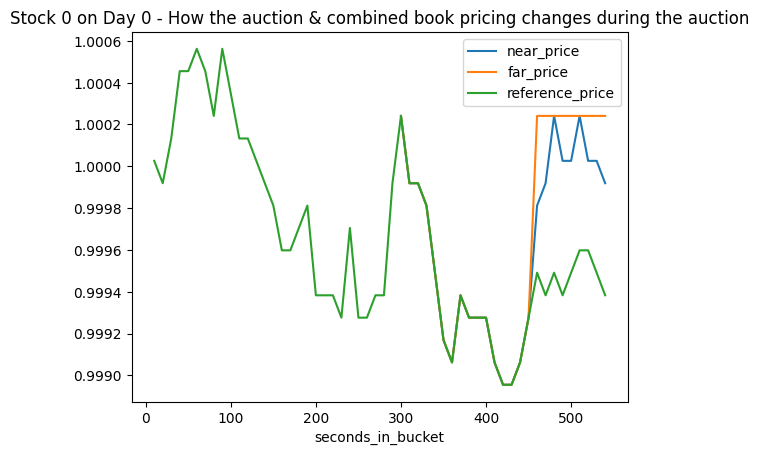 Stock 0 on Day 0 - How the auction & combined book pricing changes during the auction
near_price
far_price
reference_price
1.0006
1.0004
1.0002
1.0000
0.9998
0.9996
0.9994
0.9992
0.9990
0 100 200 300 400 500
seconds_in_bucket